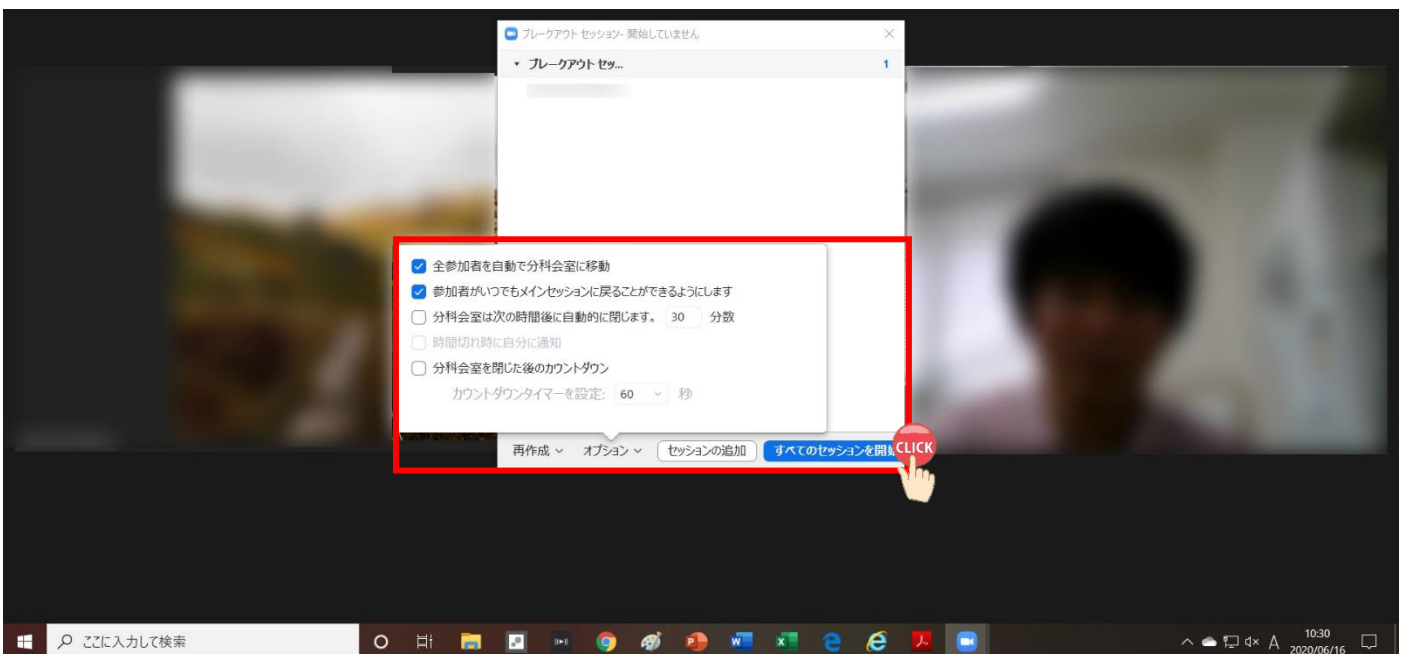 ブレークアウト セッション- 開始していません
ブレークアウト セッ... 1
全参加者を自動で分科会室に移動
参加者がいつでもメインセッションに戻ることができるようにします
分科会室は次の時間後に自動的に閉じます。 30 分数
時間切れ時に自分に通知
分科会室を閉じた後のカウントダウン
カウントダウンタイマーを設定: 60 秒
再作成 オプション セッションの追加 すべてのセッションを開始
CLICK
ここに入力して検索
A 10:30
2020/06/16